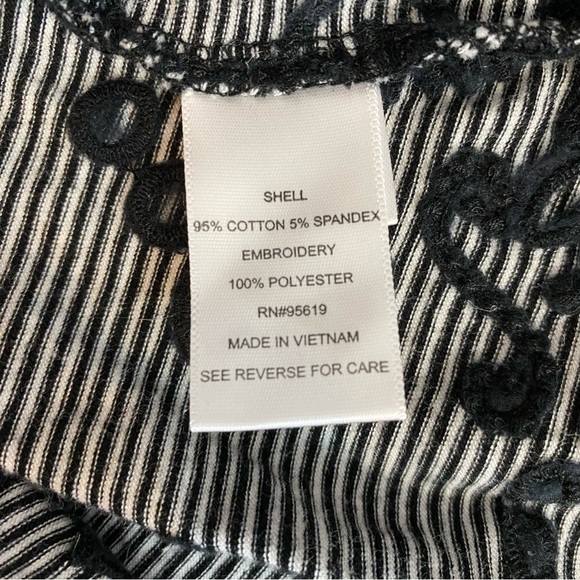 SHELL
95% COTTON 5% SPANDEX
EMBROIDERY
100% POLYESTER
RN#95619
MADE IN VIETNAM
SEE REVERSE FOR CARE